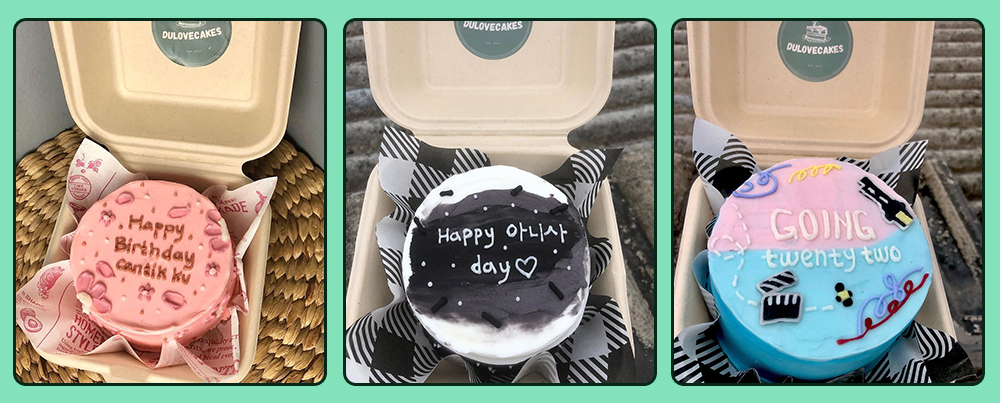 DULOVECAKES
Happy
Birthday
cantik ku
DULOVECAKES
Happy 아니사
day♡
DULOVECAKES
GOING
twenty two